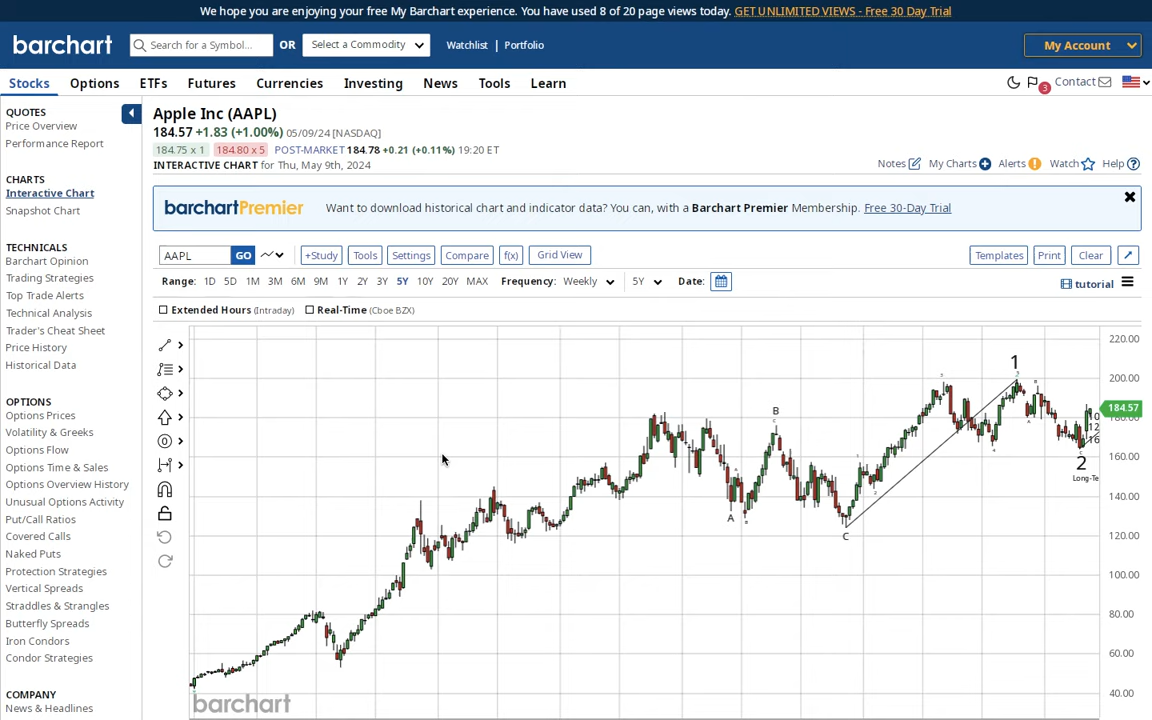 We hope you are enjoying your free My Barchart experience. You have used 8 of 20 page views today. GET UNLIMITED VIEWS - Free 30 Day Trial
barchart Search for a Symbol... OR Select a Commodity Watchlist | Portfolio My Account
Stocks Options ETFs Futures Currencies Investing News Tools Learn 3 Contact
QUOTES
Price Overview
Performance Report
CHARTS
Interactive Chart
Snapshot Chart
TECHNICALS
Barchart Opinion
Trading Strategies
Top Trade Alerts
Technical Analysis
Trader's Cheat Sheet
Price History
Historical Data
OPTIONS
Options Prices
Volatility & Greeks
Options Flow
Options Time & Sales
Options Overview History
Unusual Options Activity
Put/Call Ratios
Covered Calls
Naked Puts
Protection Strategies
Vertical Spreads
Straddles & Strangles
Butterfly Spreads
Iron Condors
Condor Strategies
COMPANY
News & Headlines
Apple Inc (AAPL)
184.57 +1.83 (+1.00%) 05/09/24 [NASDAQ]
184.75 x 1 184.80 x 5 POST-MARKET 184.78 +0.21 (+0.11%) 19:20 ET
INTERACTIVE CHART for Thu, May 9th, 2024
Notes My Charts Alerts Watch Help
barchartPremier Want to download historical chart and indicator data? You can, with a Barchart Premier Membership. Free 30-Day Trial
AAPL GO +Study Tools Settings Compare f(x) Grid View Templates Print Clear
Range: 1D 5D 1M 3M 6M 9M 1Y 2Y 3Y 5Y 10Y 20Y MAX Frequency: Weekly 5Y Date: tutorial
Extended Hours (Intraday) Real-Time (Cboe BZX)
220.00
200.00
184.57
180.00
160.00
140.00
120.00
100.00
80.00
60.00
40.00
1
B
A
C
2
Long-Te
barchart